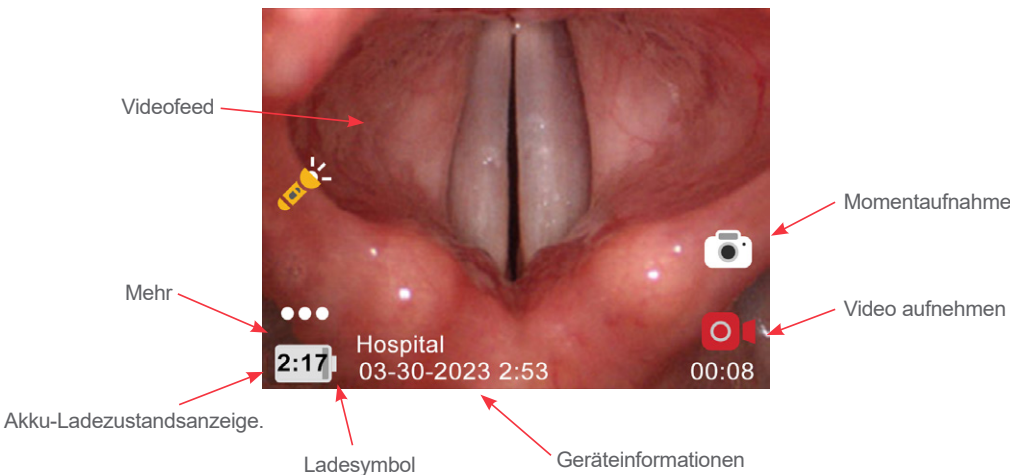 Videofeed
Momentaufnahme
Mehr
Video aufnehmen
2:17
Hospital
03-30-2023 2:53
00:08
Akku-Ladezustandsanzeige.
Ladesymbol
Geräteinformationen